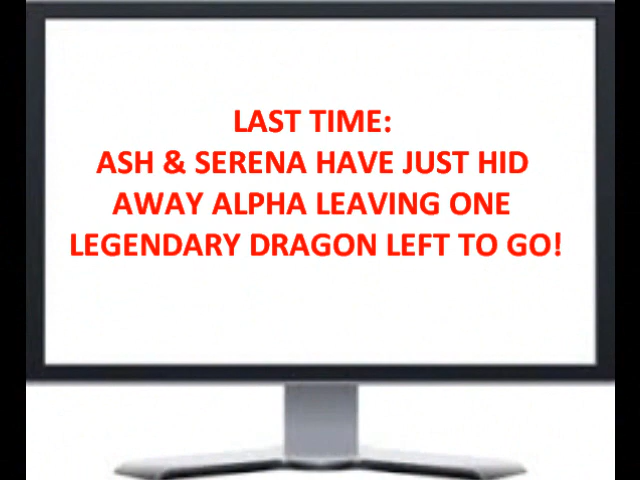 LAST TIME:
ASH & SERENA HAVE JUST HID
AWAY ALPHA LEAVING ONE
LEGENDARY DRAGON LEFT TO GO!